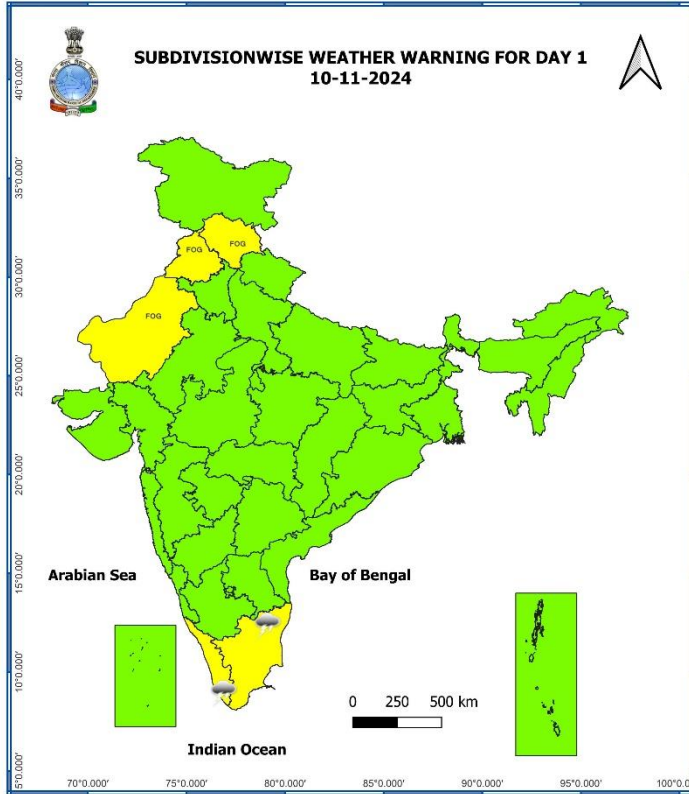 SUBDIVISIONWISE WEATHER WARNING FOR DAY 1
10-11-2024
40°0.000'
35°0.000'
30°0.000'
25°0.000'
20°0.000'
15°0.000'
10°0.000'
5°0.000'
FOG
FOG
FOG
Arabian Sea
Bay of Bengal
0 250 500 km
Indian Ocean
70°0.000' 75°0.000' 80°0.000' 85°0.000' 90°0.000' 95°0.000' 100°0.0